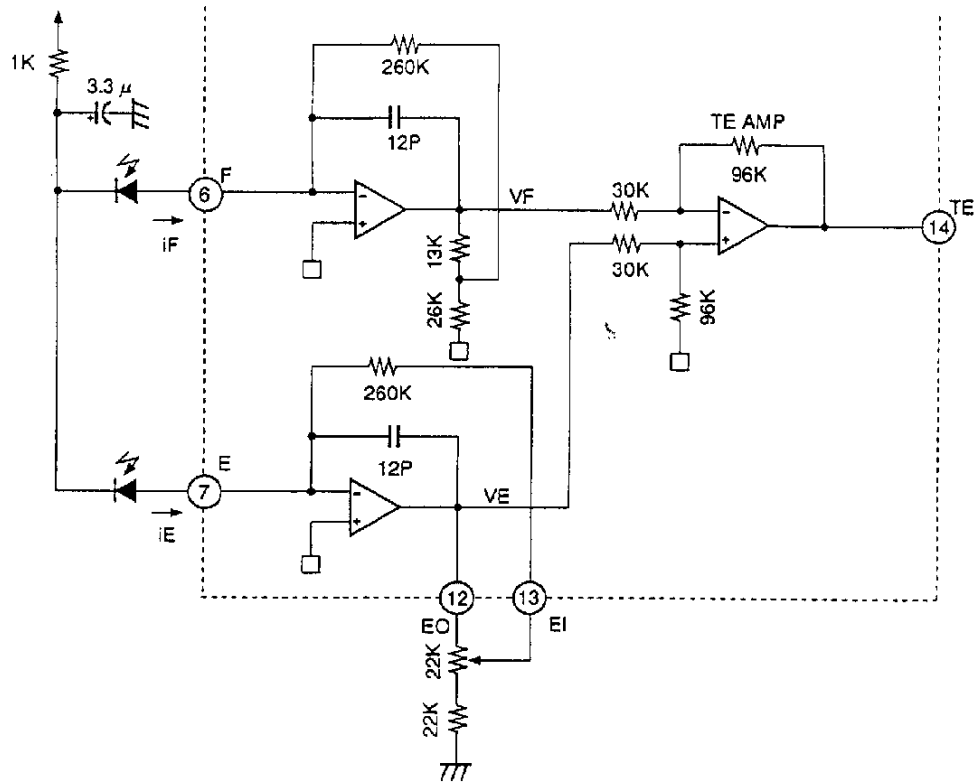 1K
3.3 μ
260K
12P
TE AMP
96K
6
F
iF
VF
30K
30K
13K
26K
96K
14
TE
260K
12P
7
E
iE
VE
12
13
EO
EI
22K
22K